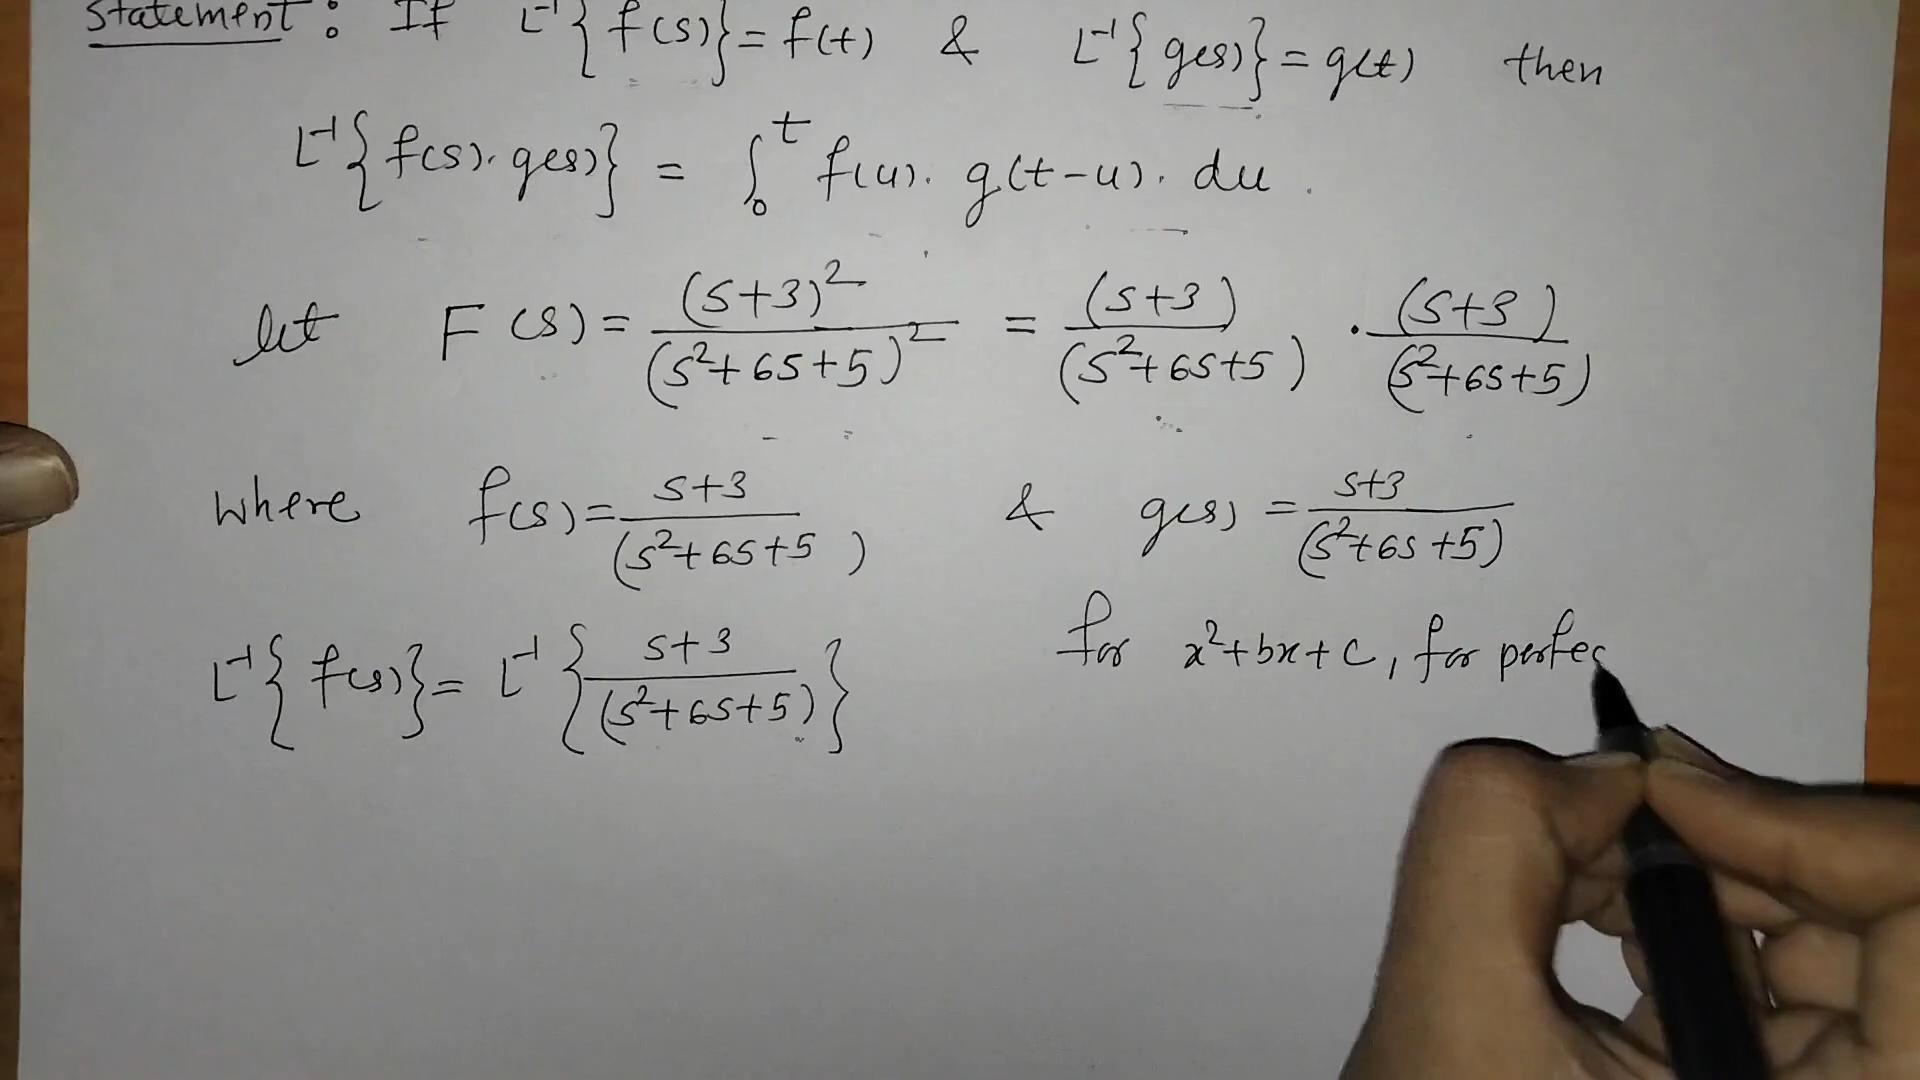 Statement : If L⁻¹{f(s)} = f(t) & L⁻¹{g(s)} = g(t) then
L⁻¹{f(s). g(s)} = ∫₀ᵗ f(u). g(t-u). du.
let F(s) = (s+3)²/(s²+6s+5)² = (s+3)/(s²+6s+5) . (s+3)/(s²+6s+5)
where f(s) = s+3/(s²+6s+5) & g(s) = s+3/(s²+6s+5)
L⁻¹{f(s)} = L⁻¹{s+3/(s²+6s+5)} for x²+bx+c, for perfec